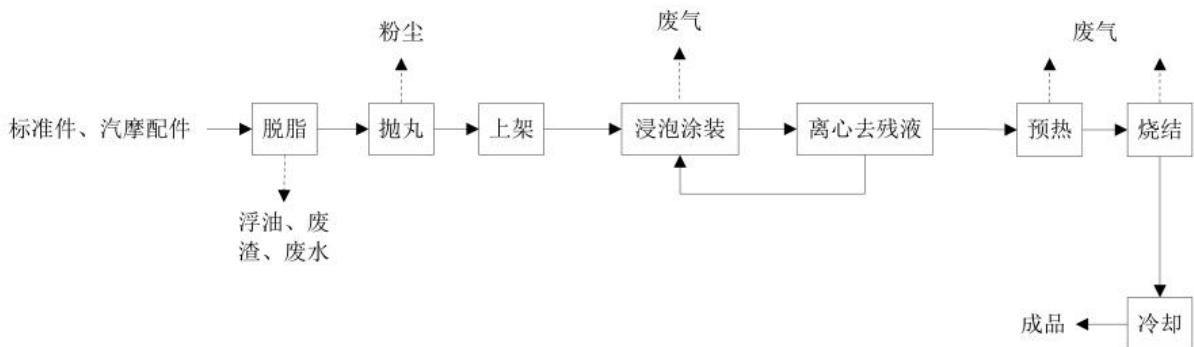 粉尘
废气
废气
标准件、汽摩配件
脱脂
抛丸
上架
浸泡涂装
离心去残液
预热
烧结
浮油、废
渣、废水
成品
冷却